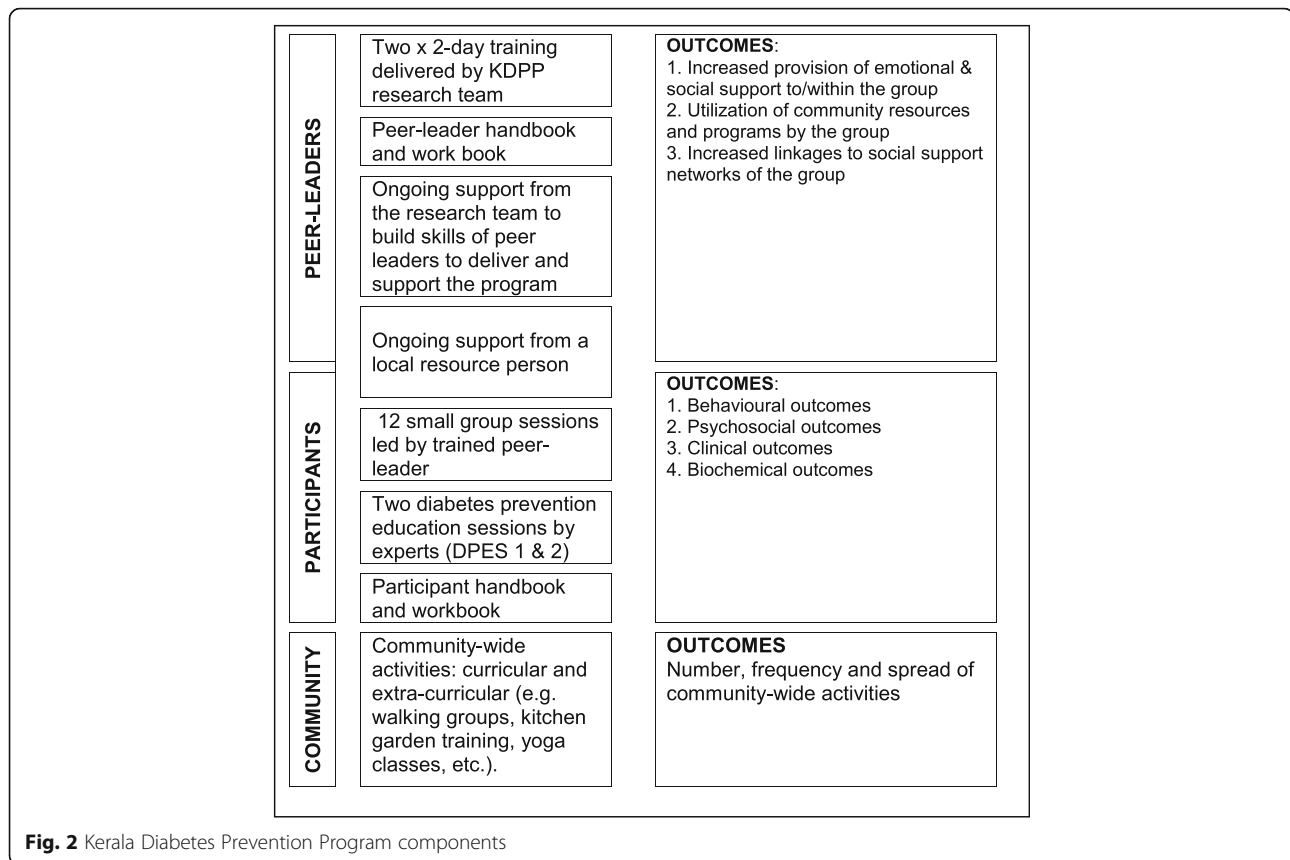 PEER-LEADERS
Two x 2-day training
delivered by KDPP
research team
Peer-leader handbook
and work book
Ongoing support from
the research team to
build skills of peer
leaders to deliver and
support the program
Ongoing support from a
local resource person
OUTCOMES:
1. Increased provision of emotional &
social support to/within the group
2. Utilization of community resources
and programs by the group
3. Increased linkages to social support
networks of the group
PARTICIPANTS
12 small group sessions
led by trained peer-
leader
Two diabetes prevention
education sessions by
experts (DPES 1 & 2)
Participant handbook
and workbook
OUTCOMES:
1. Behavioural outcomes
2. Psychosocial outcomes
3. Clinical outcomes
4. Biochemical outcomes
COMMUNITY
Community-wide
activities: curricular and
extra-curricular (e.g.
walking groups, kitchen
garden training, yoga
classes, etc.).
OUTCOMES
Number, frequency and spread of
community-wide activities
Fig. 2 Kerala Diabetes Prevention Program components